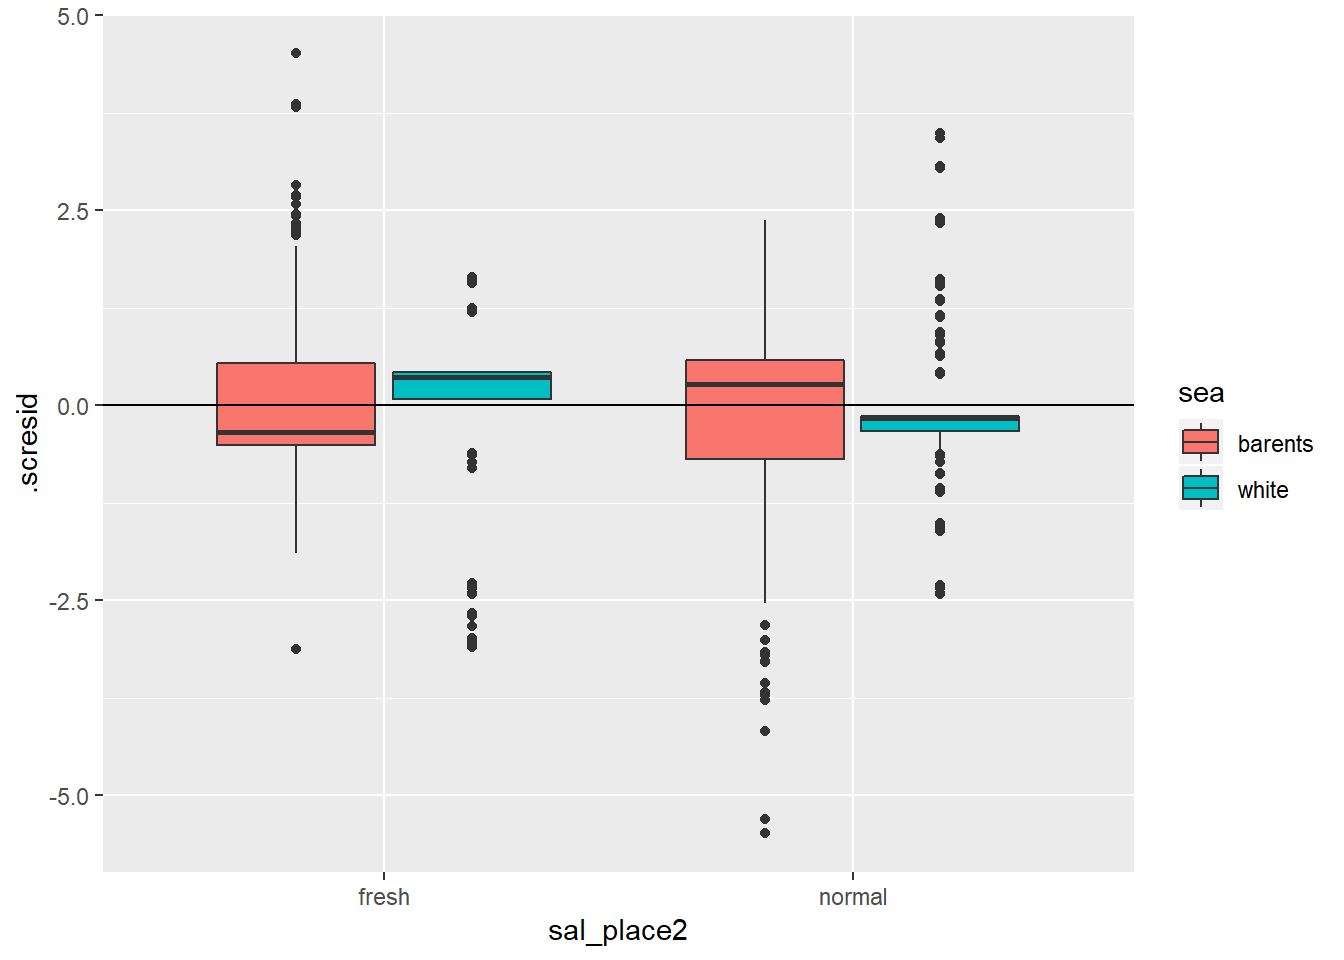 5.0
2.5
0.0
-2.5
-5.0
.scresid
fresh
normal
sal_place2
sea
barents
white